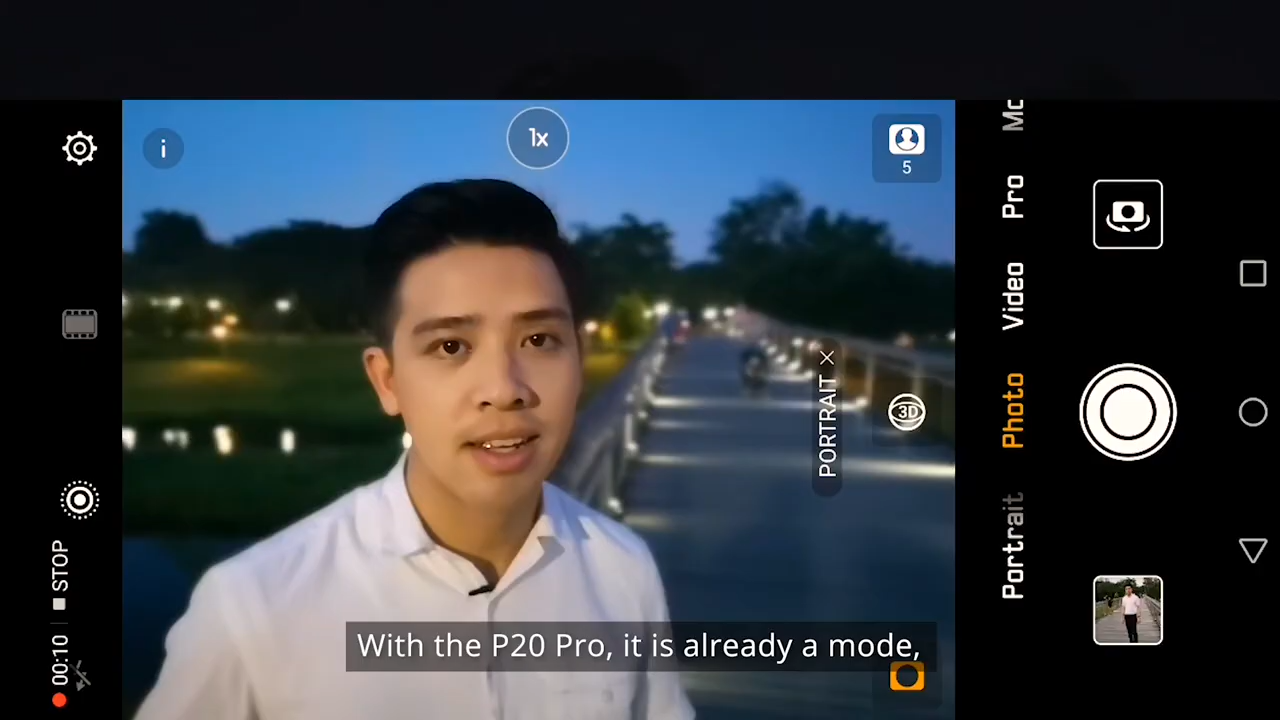 1x
5
PORTRAIT
3D
With the P20 Pro, it is already a mode,
STOP
00:10
Mo
Pro
Video
Photo
Portrait